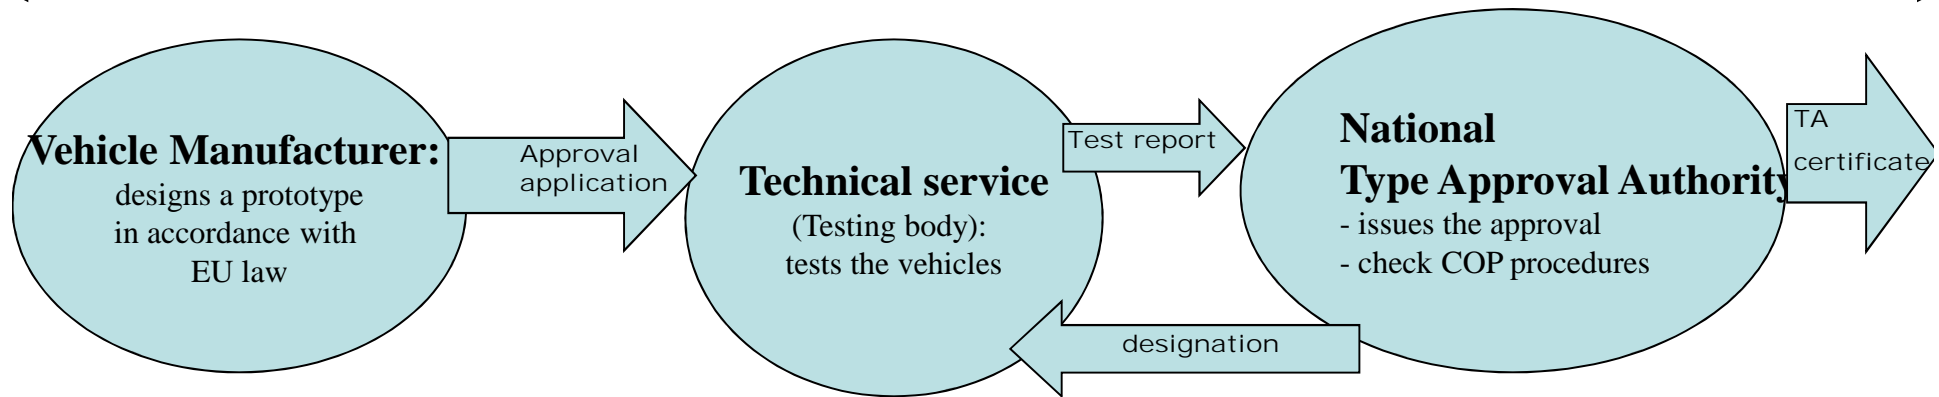 Vehicle Manufacturer:
designs a prototype
in accordance with
EU law
Approval
application
Technical service
(Testing body):
tests the vehicles
Test report
designation
National
Type Approval Authority
- issues the approval
- check COP procedures
TA
certificate